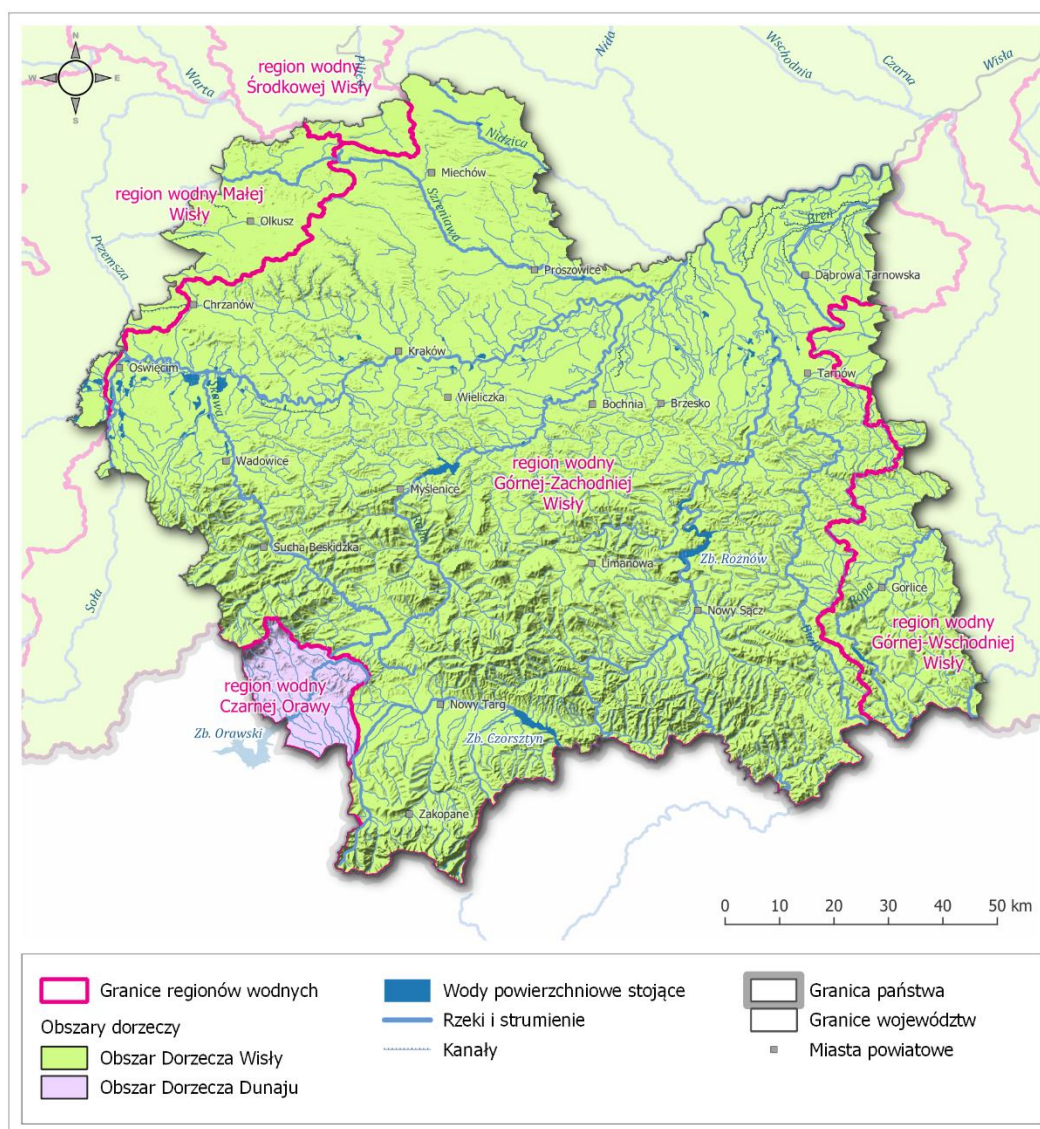 N
W
E
S
region wodny
Środkowej Wisły
Pilica
Warta
Nida
Wschodnia
Czarna
Wisła
Nidzica
Miechów
region wodny Małej
Wisły
Olkusz
Szreniawa
Przemsza
Breń
Proszowice
Dąbrowa Tarnowska
Chrzanów
Kraków
Oświęcim
Skawa
Tarnów
Wieliczka
Bochnia
Brzesko
Wadowice
region wodny
Górnej-Zachodniej
Wisły
Myślenice
Raba
Sucha Beskidzka
Zb. Rożnów
Limanowa
Soła
Ropa
Gorlice
Nowy Sącz
Biała
region wodny
Górnej-Wschodniej
Wisły
region wodny
Czarnej Orawy
Nowy Targ
Zb. Orawski
Zb. Czorsztyn
Zakopane
0 10 20 30 40 50 km
Granice regionów wodnych
Obszary dorzeczy
Obszar Dorzecza Wisły
Obszar Dorzecza Dunaju
Wody powierzchniowe stojące
Rzeki i strumienie
Kanały
Granica państwa
Granice województw
Miasta powiatowe